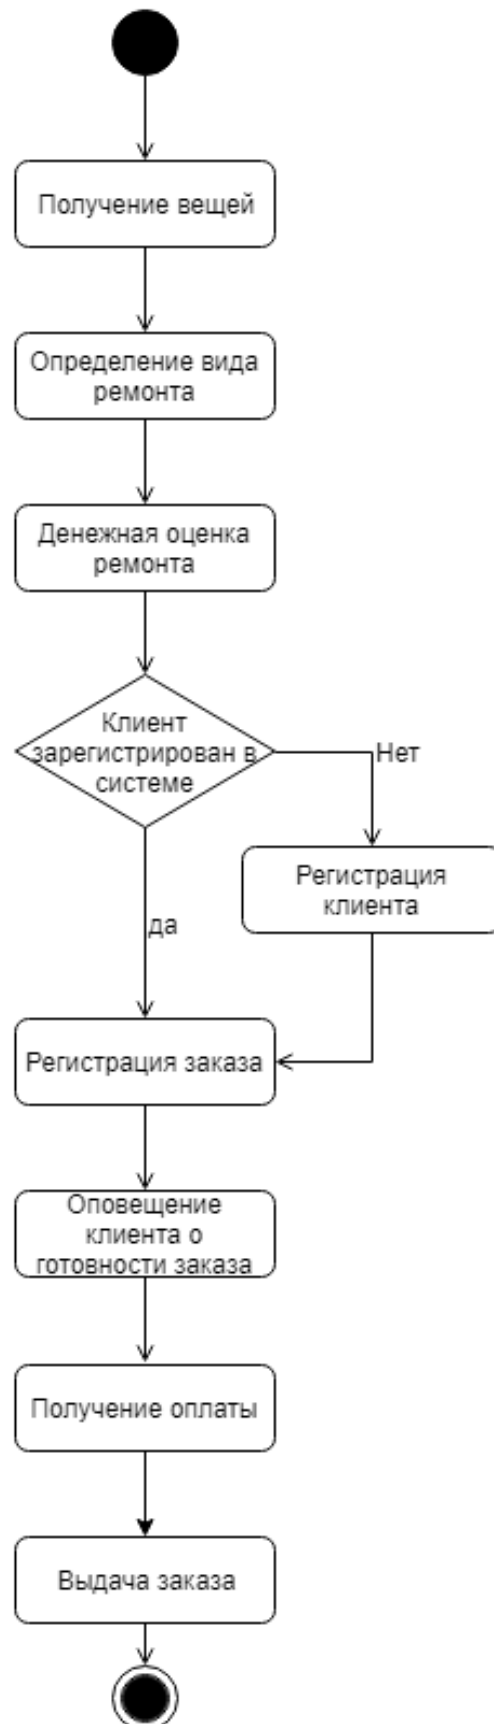 Получение вещей
Определение вида
ремонта
Денежная оценка
ремонта
Клиент
зарегистрирован в
системе
Нет
Регистрация
клиента
да
Регистрация заказа
Оповещение
клиента о
готовности заказа
Получение оплаты
Выдача заказа